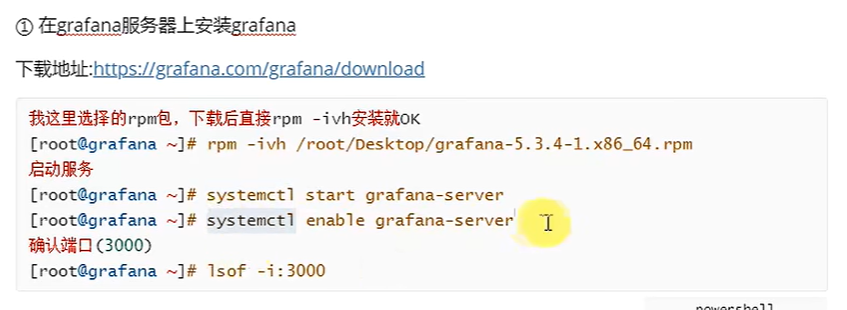 ① 在grafana服务器上安装grafana
下载地址:https://grafana.com/grafana/download
我这里选择的rpm包，下载后直接rpm -ivh安装就OK
[root@grafana ~]# rpm -ivh /root/Desktop/grafana-5.3.4-1.x86_64.rpm
启动服务
[root@grafana ~]# systemctl start grafana-server
[root@grafana ~]# systemctl enable grafana-server
确认端口(3000)
[root@grafana ~]# lsof -i:3000
powershell